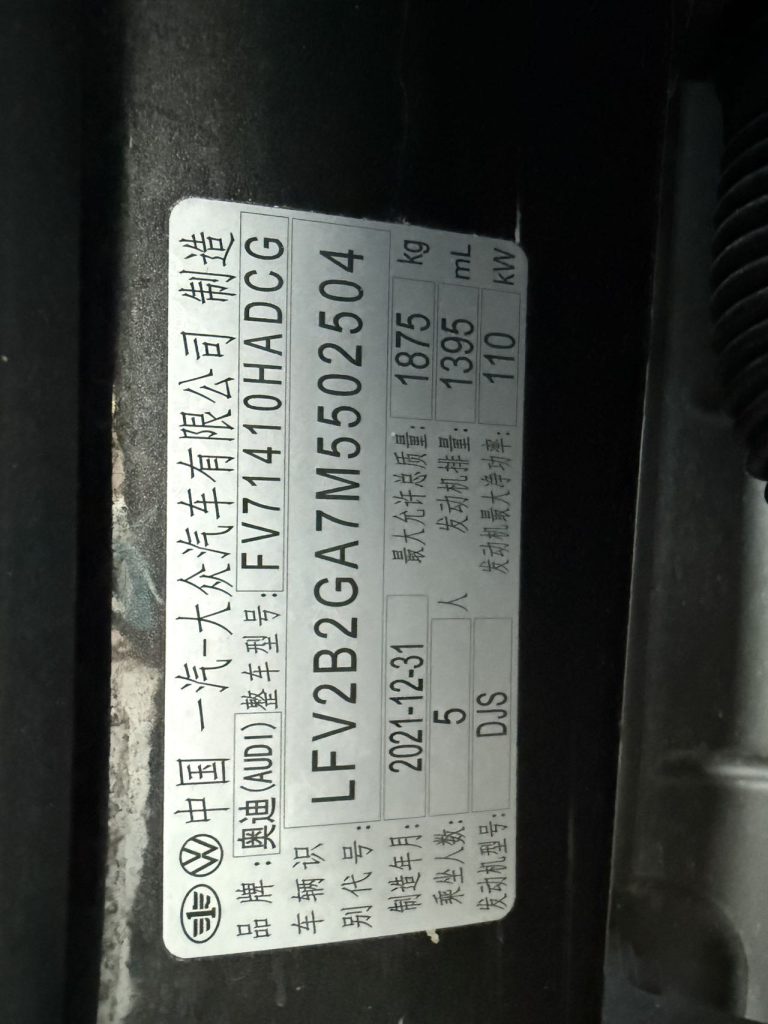 中国 一汽-大众汽车有限公司 制造
品牌:奥迪(AUDI) 整车型号:FV71410HADCG
车辆识别代号:LFV2B2GA7M5502504
制造年月:2021-12-31 最大允许总质量:1875 kg
乘坐人数:5 人 发动机排量:1395 mL
发动机型号:DJS 发动机最大净功率:110 kW